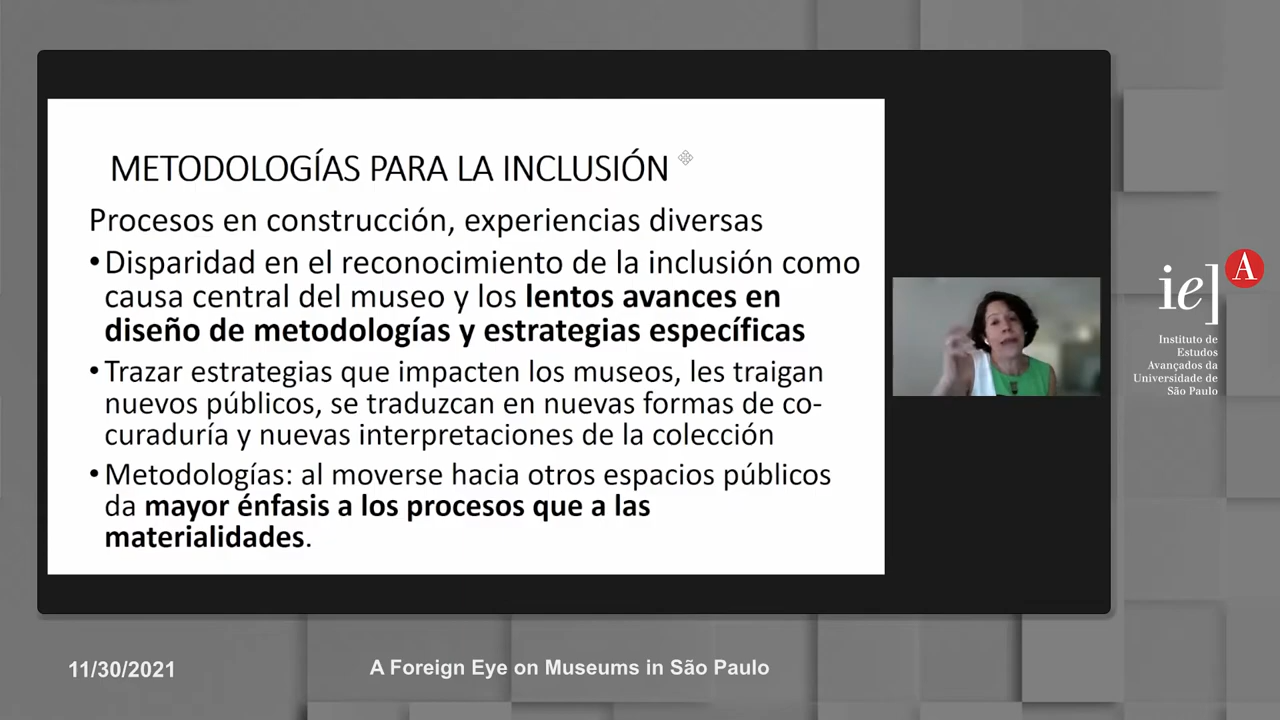 METODOLOGÍAS PARA LA INCLUSIÓN
Procesos en construcción, experiencias diversas
•Disparidad en el reconocimiento de la inclusión como
causa central del museo y los lentos avances en
diseño de metodologías y estrategias específicas
•Trazar estrategias que impacten los museos, les traigan
nuevos públicos, se traduzcan en nuevas formas de co-
curaduría y nuevas interpretaciones de la colección
•Metodologías: al moverse hacia otros espacios públicos
da mayor énfasis a los procesos que a las
materialidades.
ie] A
Instituto de
Estudos
Avançados da
Universidade de
São Paulo
11/30/2021
A Foreign Eye on Museums in São Paulo